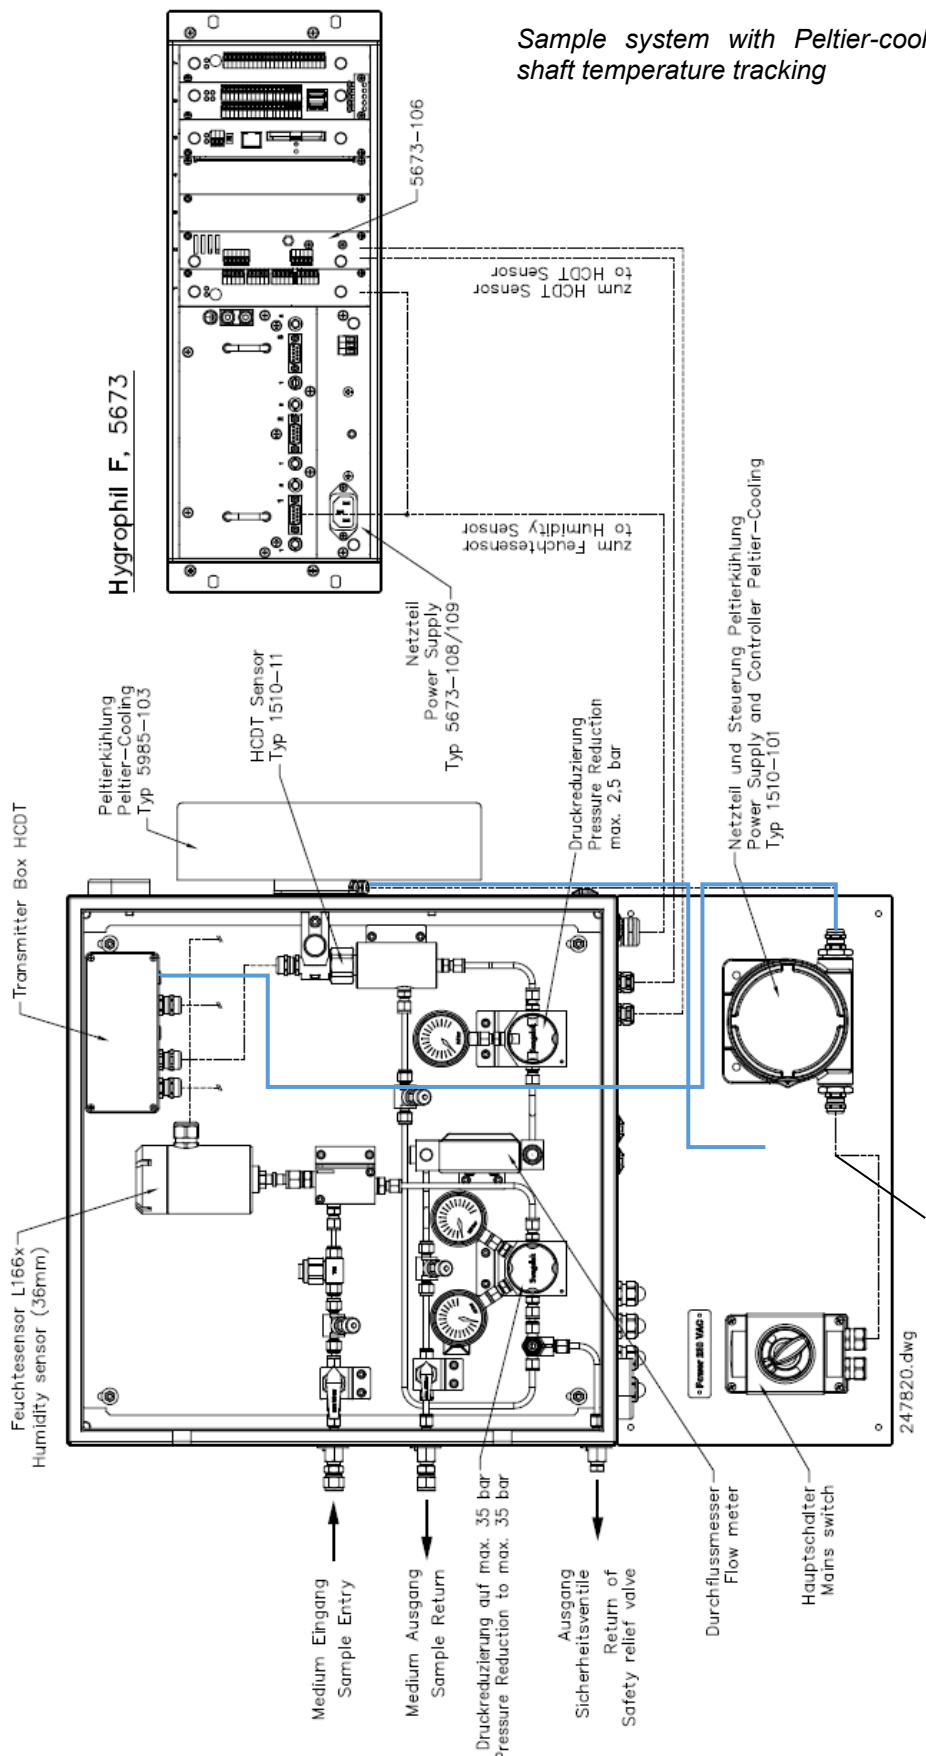 Sample system with Peltier-cool
shaft temperature tracking
Hygrophil F, 5673
5673-106
zum HCDT Sensor
to HCDT Sensor
zum Feuchtesensor
to Humidity Sensor
Netzteil
Power Supply
Typ 5673-108/109
Peltierkühlung
Peltier-Cooling
Typ 5985-103
HCDT Sensor
Typ 1510-11
Transmitter Box HCDT
Druckreduzierung
Pressure Reduction
max. 2,5 bar
Netzteil und Steuerung Peltierkühlung
Power Supply and Controller Peltier-Cooling
Typ 1510-101
Feuchtesensor L166x
Humidity sensor (36mm)
Power 230 VAC
247820.dwg
Medium Eingang
Sample Entry
Medium Ausgang
Sample Return
Druckreduzierung auf max. 35 bar
Pressure Reduction to max. 35 bar
Ausgang
Sicherheitsventile
Return of
Safety relief valve
Durchflussmesser
Flow meter
Hauptschalter
Mains switch